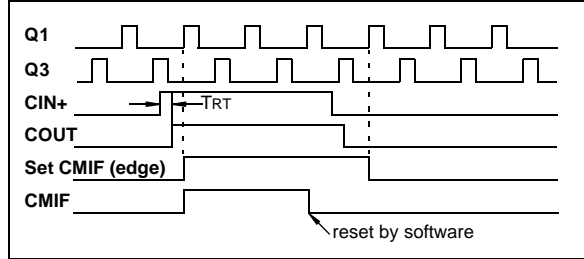 Q1
Q3
CIN+
TRT
COUT
Set CMIF (edge)
CMIF
reset by software